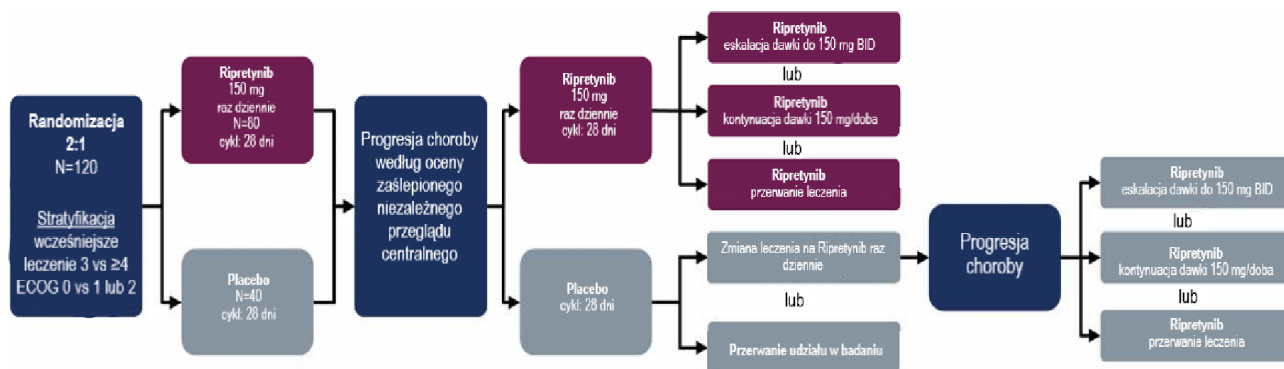 Randomizacja
2:1
N=120
Stratyfikacja
wcześniejsze
leczenie 3 vs ≥4
ECOG 0 vs 1 lub 2
Ripretynib
150 mg
raz dziennie
N=80
cykl: 28 dni
Placebo
N=40
cykl: 28 dni
Progresja choroby
według oceny
zaślepionego
niezależnego
przeglądu
centralnego
Ripretynib
150 mg
raz dziennie
cykl: 28 dni
Placebo
cykl: 28 dni
Ripretynib
eskalacja dawki do 150 mg BID
lub
Ripretynib
kontynuacja dawki 150 mg/doba
lub
Ripretynib
przerwanie leczenia
Zmiana leczenia na Ripretynib raz
dziennie
lub
Przerwanie udziału w badaniu
Progresja
choroby
Ripretynib
eskalacja dawki do 150 mg BID
lub
Ripretynib
kontynuacja dawki 150 mg/doba
lub
Ripretynib
przerwanie leczenia